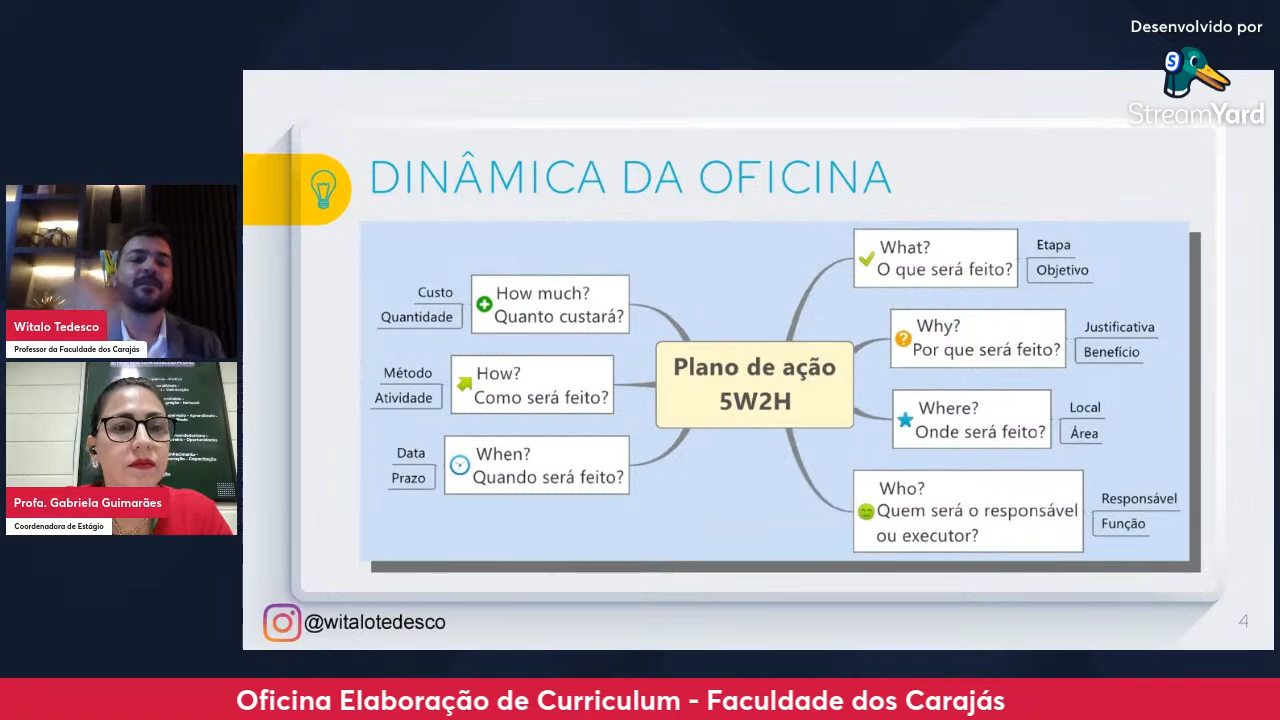 Desenvolvido por
StreamYard
DINÂMICA DA OFICINA
Plano de ação
5W2H
What?
O que será feito?
Etapa
Objetivo
Why?
Por que será feito?
Justificativa
Benefício
Where?
Onde será feito?
Local
Área
Who?
Quem será o responsável
ou executor?
Responsável
Função
How much?
Quanto custará?
Custo
Quantidade
How?
Como será feito?
Método
Atividade
When?
Quando será feito?
Data
Prazo
@witalotedesco
4
Witalo Tedesco
Professor da Faculdade dos Carajás
Profa. Gabriela Guimarães
Coordenadora de Estágio
Oficina Elaboração de Curriculum - Faculdade dos Carajás